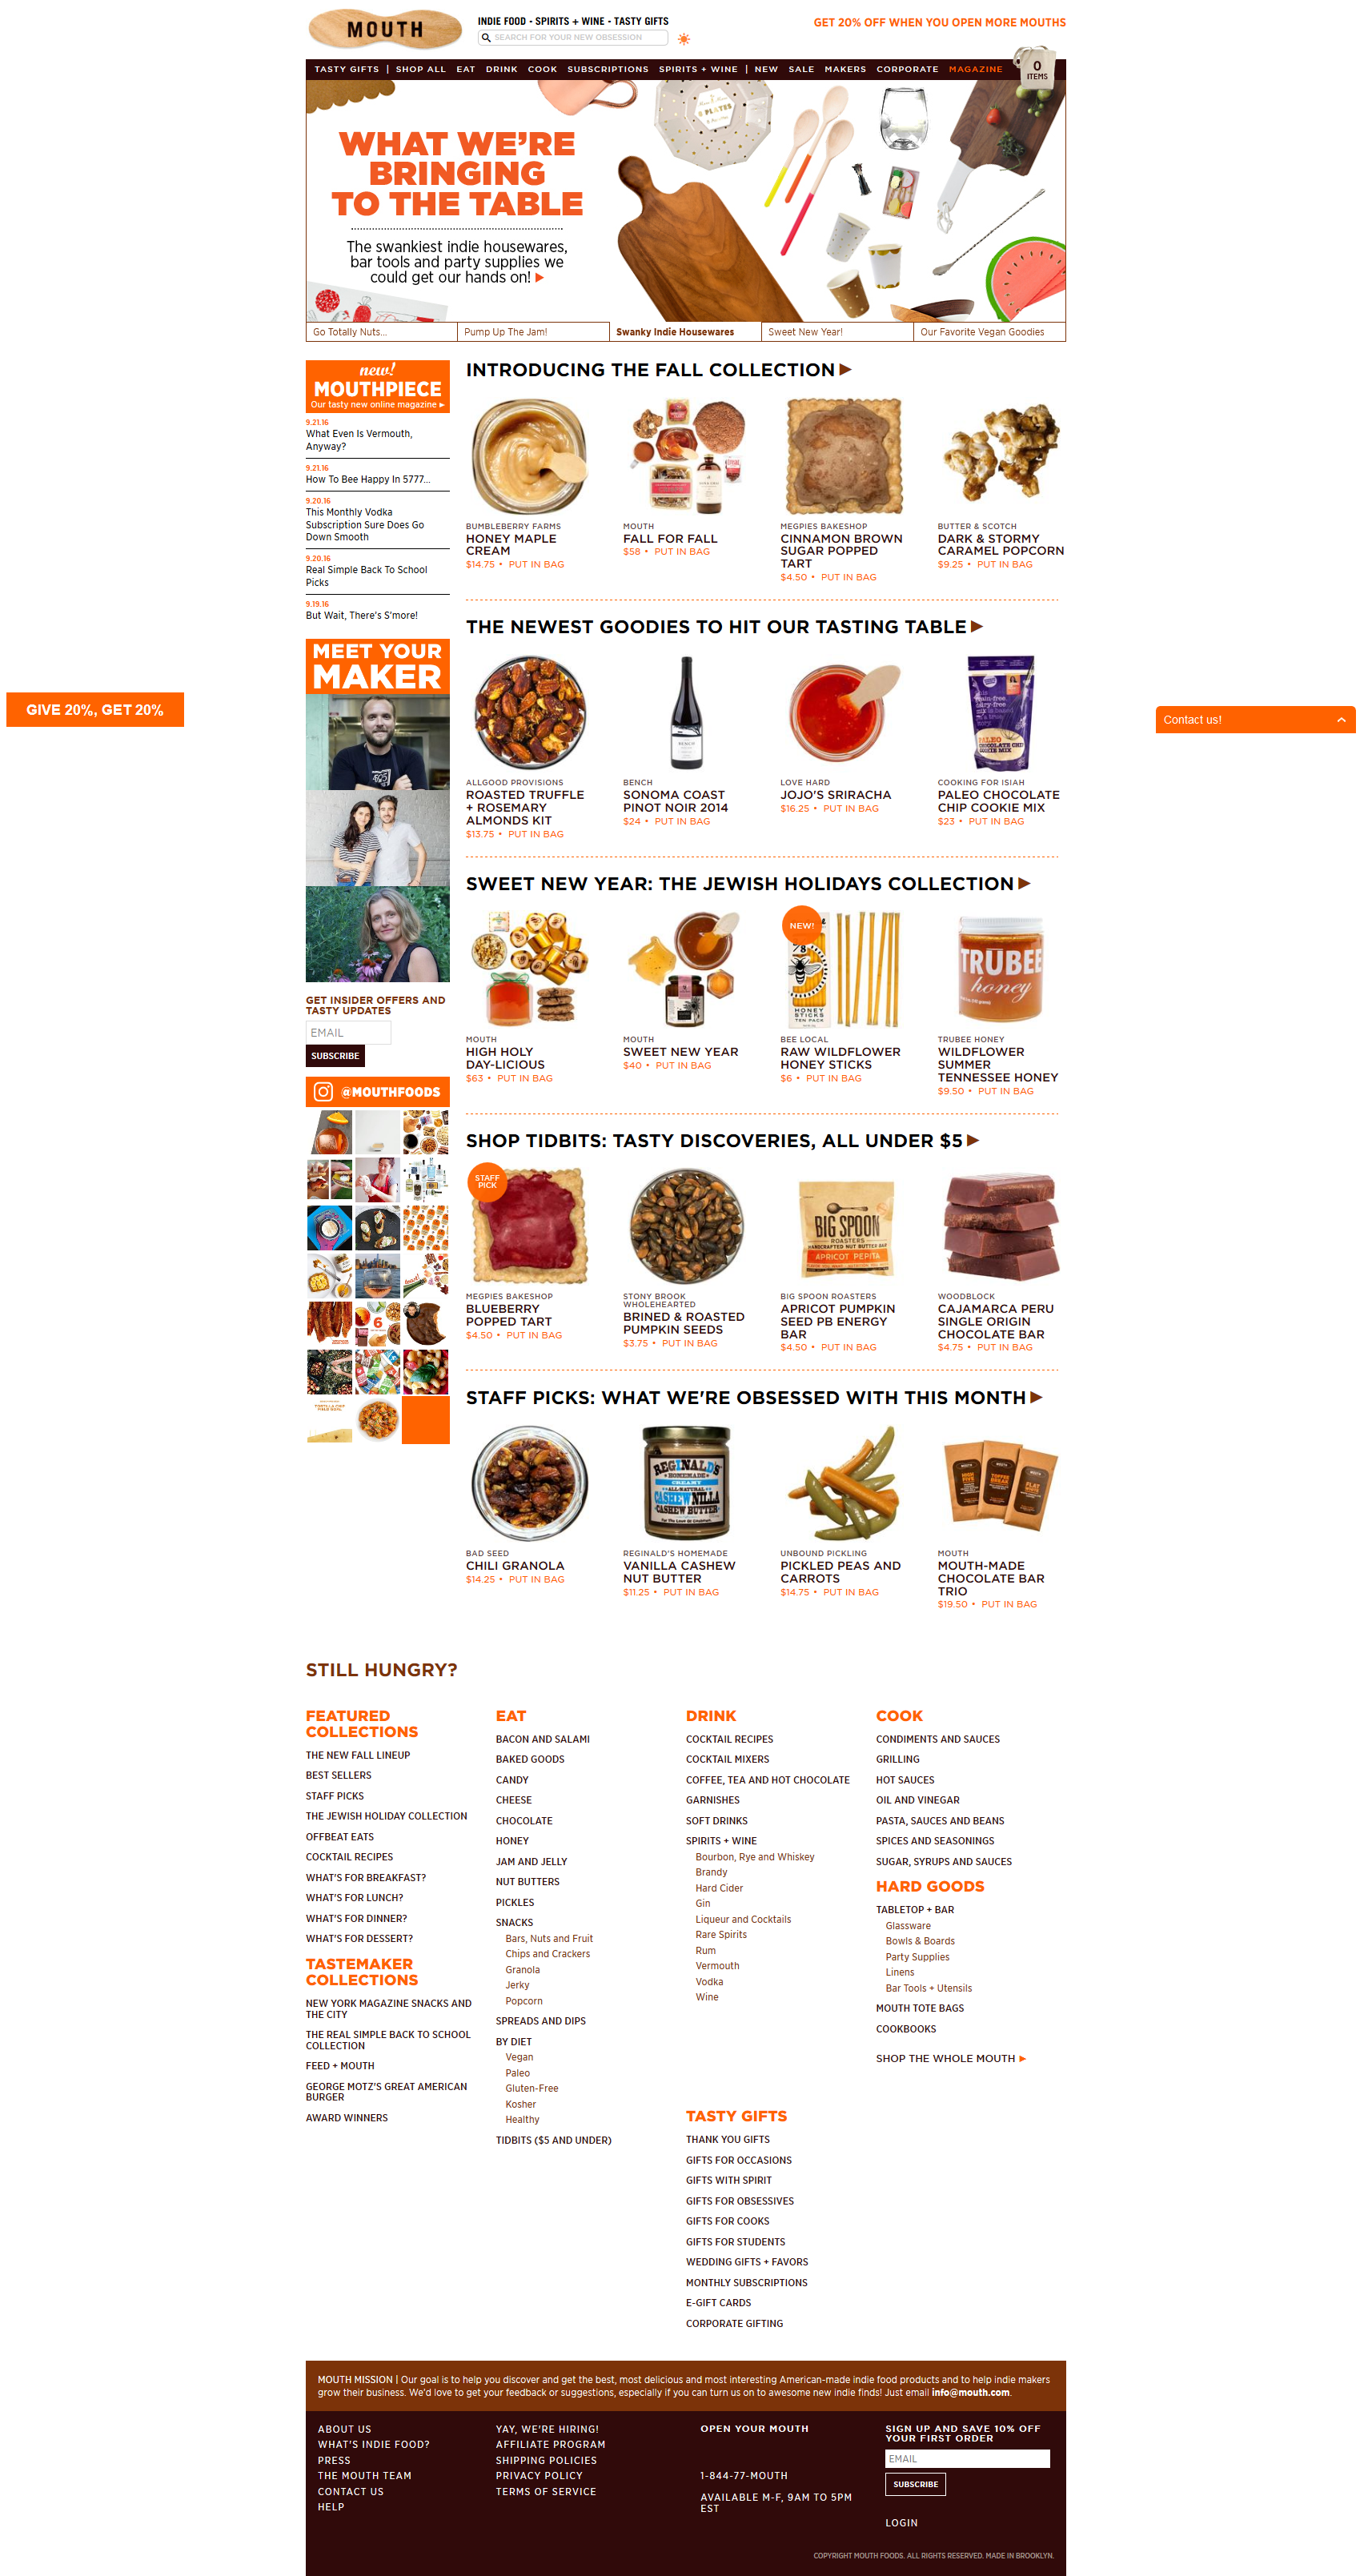 MOUTH
INDIE FOOD - SPIRITS + WINE - TASTY GIFTS
SEARCH FOR YOUR NEW OBSESSION
GET 20% OFF WHEN YOU OPEN MORE MOUTHS
TASTY GIFTS | SHOP ALL EAT DRINK COOK SUBSCRIPTIONS SPIRITS + WINE | NEW SALE MAKERS CORPORATE MAGAZINE
0
ITEMS
WHAT WE'RE
BRINGING
TO THE TABLE
The swankiest indie housewares,
bar tools and party supplies we
could get our hands on!
8 PLATES
Go Totally Nuts...
Pump Up The Jam!
Swanky Indie Housewares
Sweet New Year!
Our Favorite Vegan Goodies
new!
MOUTHPIECE
Our tasty new online magazine
9.21.16
What Even Is Vermouth,
Anyway?
9.21.16
How To Bee Happy In 5777...
9.20.16
This Monthly Vodka
Subscription Sure Does Go
Down Smooth
9.20.16
Real Simple Back To School
Picks
9.19.16
But Wait, There's S'more!
MEET YOUR
MAKER
GET INSIDER OFFERS AND
TASTY UPDATES
EMAIL
SUBSCRIBE
@MOUTHFOODS
6
GIVE 20%, GET 20%
Contact us!
INTRODUCING THE FALL COLLECTION
BUMBLEBERRY FARMS
HONEY MAPLE
CREAM
$14.75 • PUT IN BAG
MOUTH
FALL FOR FALL
$58 • PUT IN BAG
MEGPIES BAKESHOP
CINNAMON BROWN
SUGAR POPPED
TART
$4.50 • PUT IN BAG
BUTTER & SCOTCH
DARK & STORMY
CARAMEL POPCORN
$9.25 • PUT IN BAG
THE NEWEST GOODIES TO HIT OUR TASTING TABLE
BENCH
PALEO
CHOCOLATE CHIP
COOKIE MIX
ALLGOOD PROVISIONS
ROASTED TRUFFLE
+ ROSEMARY
ALMONDS KIT
$13.75 • PUT IN BAG
BENCH
SONOMA COAST
PINOT NOIR 2014
$24 • PUT IN BAG
LOVE HARD
JOJO'S SRIRACHA
$16.25 • PUT IN BAG
COOKING FOR ISIAH
PALEO CHOCOLATE
CHIP COOKIE MIX
$23 • PUT IN BAG
SWEET NEW YEAR: THE JEWISH HOLIDAYS COLLECTION
NEW!
HONEY
STICKS
TEN PACK
TRUBEE
honey
MOUTH
HIGH HOLY
DAY-LICIOUS
$63 • PUT IN BAG
MOUTH
SWEET NEW YEAR
$40 • PUT IN BAG
BEE LOCAL
RAW WILDFLOWER
HONEY STICKS
$6 • PUT IN BAG
TRUBEE HONEY
WILDFLOWER
SUMMER
TENNESSEE HONEY
$9.50 • PUT IN BAG
SHOP TIDBITS: TASTY DISCOVERIES, ALL UNDER $5
STAFF
PICK
BIG SPOON
ROASTERS
HANDCRAFTED NUT BUTTER BAR
APRICOT PEPITA
MEGPIES BAKESHOP
BLUEBERRY
POPPED TART
$4.50 • PUT IN BAG
STONY BROOK
WHOLEHEARTED
BRINED & ROASTED
PUMPKIN SEEDS
$3.75 • PUT IN BAG
BIG SPOON ROASTERS
APRICOT PUMPKIN
SEED PB ENERGY
BAR
$4.50 • PUT IN BAG
WOODBLOCK
CAJAMARCA PERU
SINGLE ORIGIN
CHOCOLATE BAR
$4.75 • PUT IN BAG
STAFF PICKS: WHAT WE'RE OBSESSED WITH THIS MONTH
REGINALD'S
HOMEMADE
CREAMY
ALL-NATURAL
CASHEW NILLA
CASHEW BUTTER
BAD SEED
CHILI GRANOLA
$14.25 • PUT IN BAG
REGINALD'S HOMEMADE
VANILLA CASHEW
NUT BUTTER
$11.25 • PUT IN BAG
UNBOUND PICKLING
PICKLED PEAS AND
CARROTS
$14.75 • PUT IN BAG
MOUTH
MOUTH-MADE
CHOCOLATE BAR
TRIO
$19.50 • PUT IN BAG
STILL HUNGRY?
FEATURED
COLLECTIONS
THE NEW FALL LINEUP
BEST SELLERS
STAFF PICKS
THE JEWISH HOLIDAY COLLECTION
OFFBEAT EATS
COCKTAIL RECIPES
WHAT'S FOR BREAKFAST?
WHAT'S FOR LUNCH?
WHAT'S FOR DINNER?
WHAT'S FOR DESSERT?
TASTEMAKER
COLLECTIONS
NEW YORK MAGAZINE SNACKS AND
THE CITY
THE REAL SIMPLE BACK TO SCHOOL
COLLECTION
FEED + MOUTH
GEORGE MOTZ'S GREAT AMERICAN
BURGER
AWARD WINNERS
EAT
BACON AND SALAMI
BAKED GOODS
CANDY
CHEESE
CHOCOLATE
HONEY
JAM AND JELLY
NUT BUTTERS
PICKLES
SNACKS
Bars, Nuts and Fruit
Chips and Crackers
Granola
Jerky
Popcorn
SPREADS AND DIPS
BY DIET
Vegan
Paleo
Gluten-Free
Kosher
Healthy
TIDBITS ($5 AND UNDER)
DRINK
COCKTAIL RECIPES
COCKTAIL MIXERS
COFFEE, TEA AND HOT CHOCOLATE
GARNISHES
SOFT DRINKS
SPIRITS + WINE
Bourbon, Rye and Whiskey
Brandy
Hard Cider
Gin
Liqueur and Cocktails
Rare Spirits
Rum
Vermouth
Vodka
Wine
TASTY GIFTS
THANK YOU GIFTS
GIFTS FOR OCCASIONS
GIFTS WITH SPIRIT
GIFTS FOR OBSESSIVES
GIFTS FOR COOKS
GIFTS FOR STUDENTS
WEDDING GIFTS + FAVORS
MONTHLY SUBSCRIPTIONS
E-GIFT CARDS
CORPORATE GIFTING
COOK
CONDIMENTS AND SAUCES
GRILLING
HOT SAUCES
OIL AND VINEGAR
PASTA, SAUCES AND BEANS
SPICES AND SEASONINGS
SUGAR, SYRUPS AND SAUCES
HARD GOODS
TABLETOP + BAR
Glassware
Bowls & Boards
Party Supplies
Linens
Bar Tools + Utensils
MOUTH TOTE BAGS
COOKBOOKS
SHOP THE WHOLE MOUTH
MOUTH MISSION | Our goal is to help you discover and get the best, most delicious and most interesting American-made indie food products and to help indie makers
grow their business. We'd love to get your feedback or suggestions, especially if you can turn us on to awesome new indie finds! Just email info@mouth.com.
ABOUT US
WHAT'S INDIE FOOD?
PRESS
THE MOUTH TEAM
CONTACT US
HELP
YAY, WE'RE HIRING!
AFFILIATE PROGRAM
SHIPPING POLICIES
PRIVACY POLICY
TERMS OF SERVICE
OPEN YOUR MOUTH
1-844-77-MOUTH
AVAILABLE M-F, 9AM TO 5PM
EST
SIGN UP AND SAVE 10% OFF
YOUR FIRST ORDER
EMAIL
SUBSCRIBE
LOGIN
COPYRIGHT MOUTH FOODS. ALL RIGHTS RESERVED. MADE IN BROOKLYN.